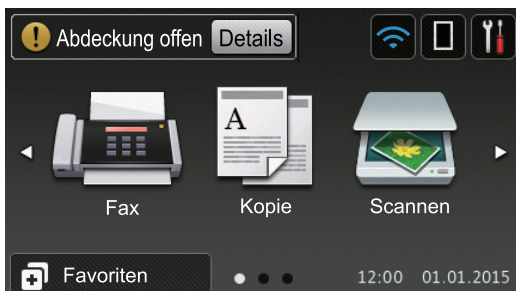 Abdeckung offen Details
A
Fax Kopie Scannen
Favoriten 12:00 01.01.2015